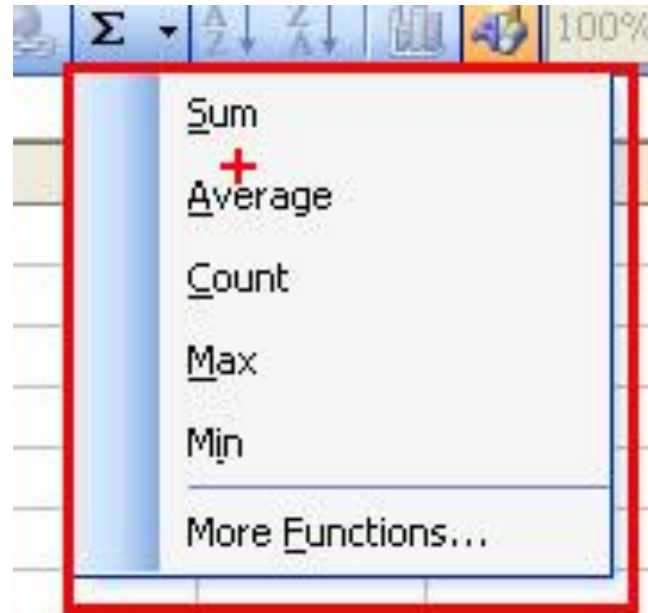 Σ A Z Z A 100%
Sum
Average
Count
Max
Min
More Functions...